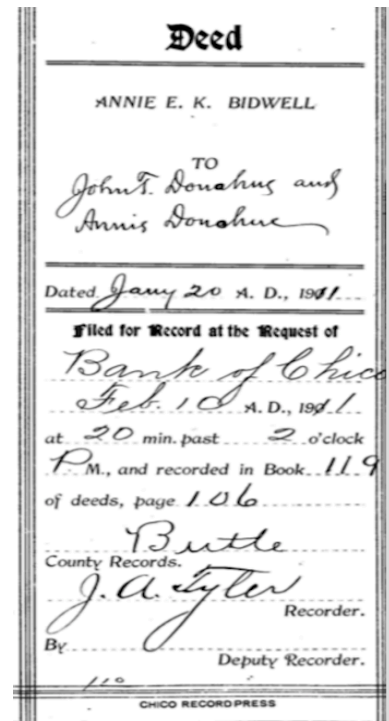 Deed
ANNIE E. K. BIDWELL
TO
John T. Donahue and
Annie Donahue
Dated Jany 20 A. D., 1911
Filed for Record at the Request of
Bank of Chico
Feb. 10 A. D., 1911
at 20 min. past 2 o'clock
P M., and recorded in Book 119
of deeds, page 106
Butte
County Records.
J. A. Tyler
Recorder.
By
Deputy Recorder.
110
CHICO RECORD PRESS